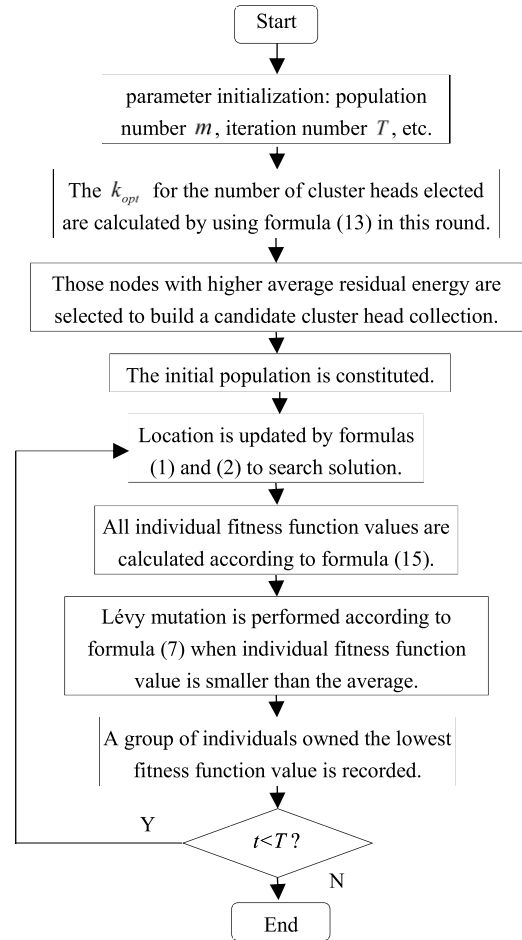 Start
parameter initialization: population
number m, iteration number T, etc.
The k_opt for the number of cluster heads elected
are calculated by using formula (13) in this round.
Those nodes with higher average residual energy are
selected to build a candidate cluster head collection.
The initial population is constituted.
Location is updated by formulas
(1) and (2) to search solution.
All individual fitness function values are
calculated according to formula (15).
Lévy mutation is performed according to
formula (7) when individual fitness function
value is smaller than the average.
A group of individuals owned the lowest
fitness function value is recorded.
Y
t<T?
N
End